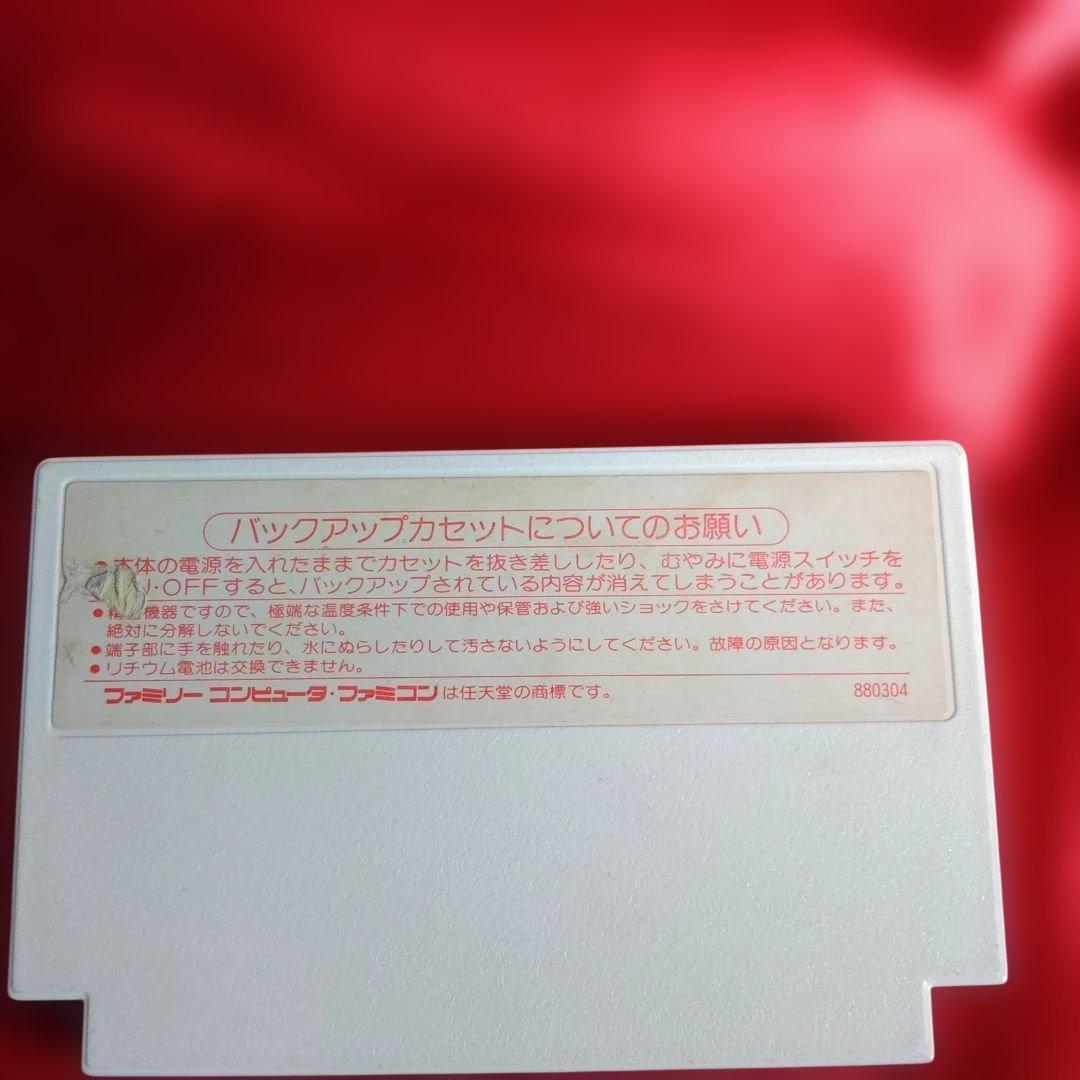 バックアップカセットについてのお願い
●本体の電源を入れたままでカセットを抜き差ししたり、むやみに電源スイッチを
・OFFすると、バックアップされている内容が消えてしまうことがあります。
●精密機器ですので、極端な温度条件下での使用や保管および強いショックをさけてください。また、
絶対に分解しないでください。
●端子部に手を触れたり、水にぬらしたりして汚さないようにしてください。故障の原因となります。
●リチウム電池は交換できません。
ファミリーコンピュータ・ファミコンは任天堂の商標です。 880304